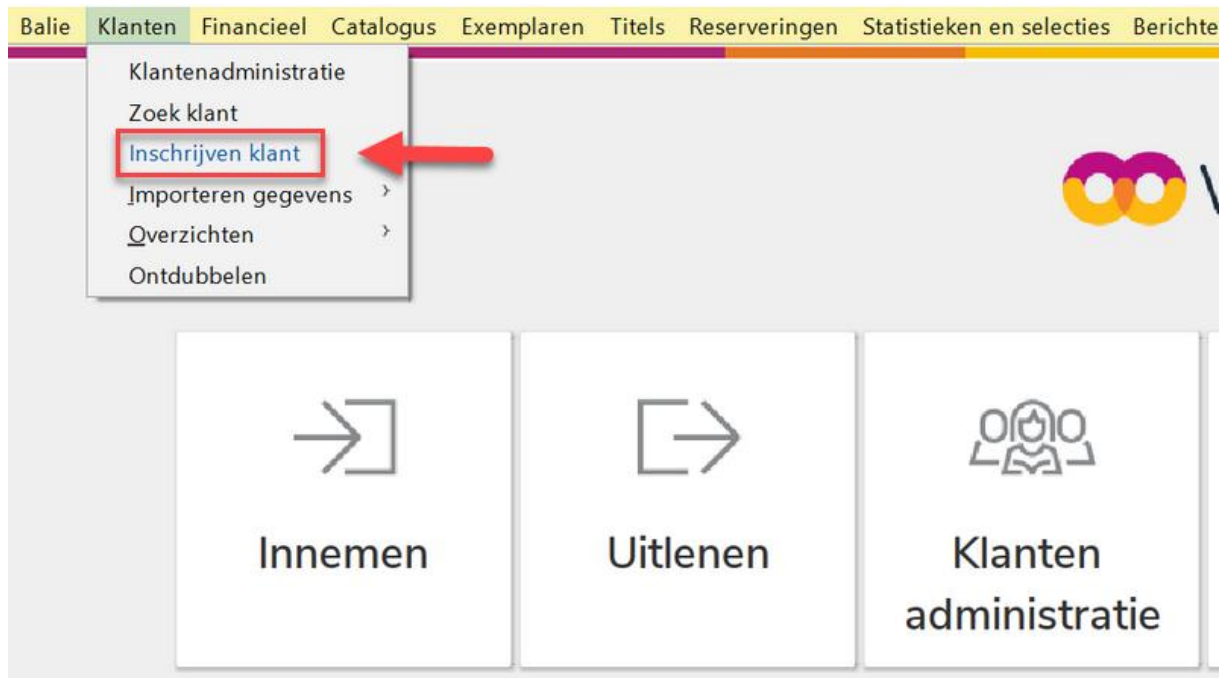 Balie Klanten Financieel Catalogus Exemplaren Titels Reserveringen Statistieken en selecties
Klantenadministratie
Zoek klant
Inschrijven klant
Importeren gegevens
Overzichten
Ontdubbelen
Innemen
Uitlenen
Klanten
administratie